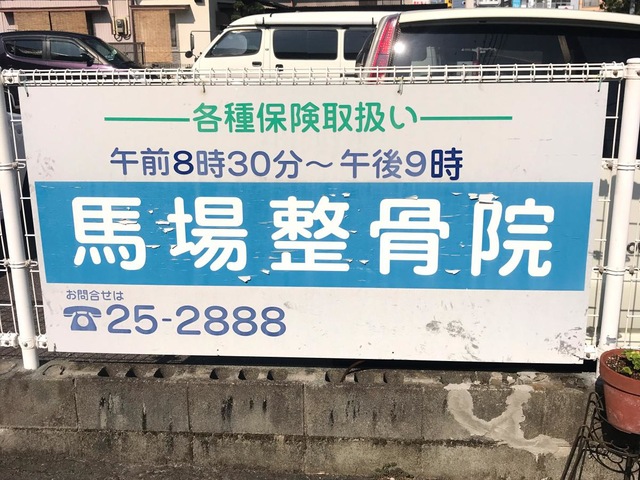 各種保険取扱い
午前8時30分～午後9時
馬場整骨院
お問合せは
☎25-2888